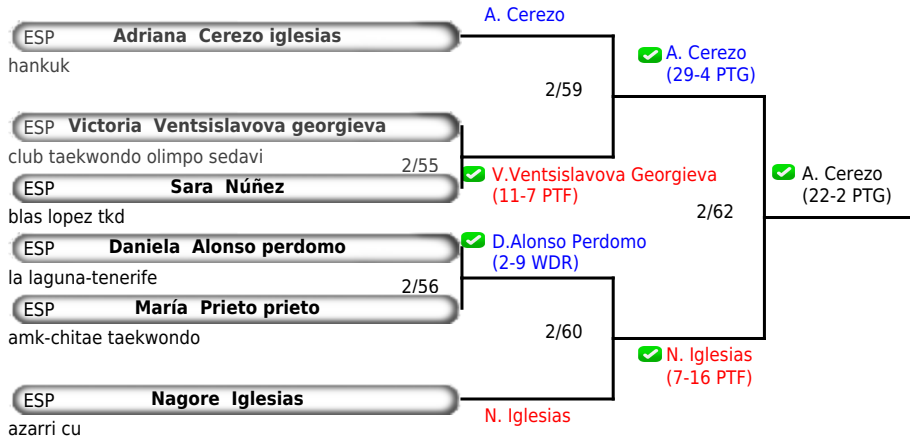 A. Cerezo
ESP Adriana Cerezo iglesias
hankuk
A. Cerezo
(29-4 PTG)
2/59
ESP Victoria Ventsislavova georgieva
club taekwondo olimpo sedavi
2/55
V.Ventsislavova Georgieva
(11-7 PTF)
ESP Sara Núñez
blas lopez tkd
A. Cerezo
(22-2 PTG)
2/62
ESP Daniela Alonso perdomo
la laguna-tenerife
D.Alonso Perdomo
(2-9 WDR)
2/56
ESP María Prieto prieto
amk-chitae taekwondo
2/60
N. Iglesias
(7-16 PTF)
ESP Nagore Iglesias
azarri cu
N. Iglesias